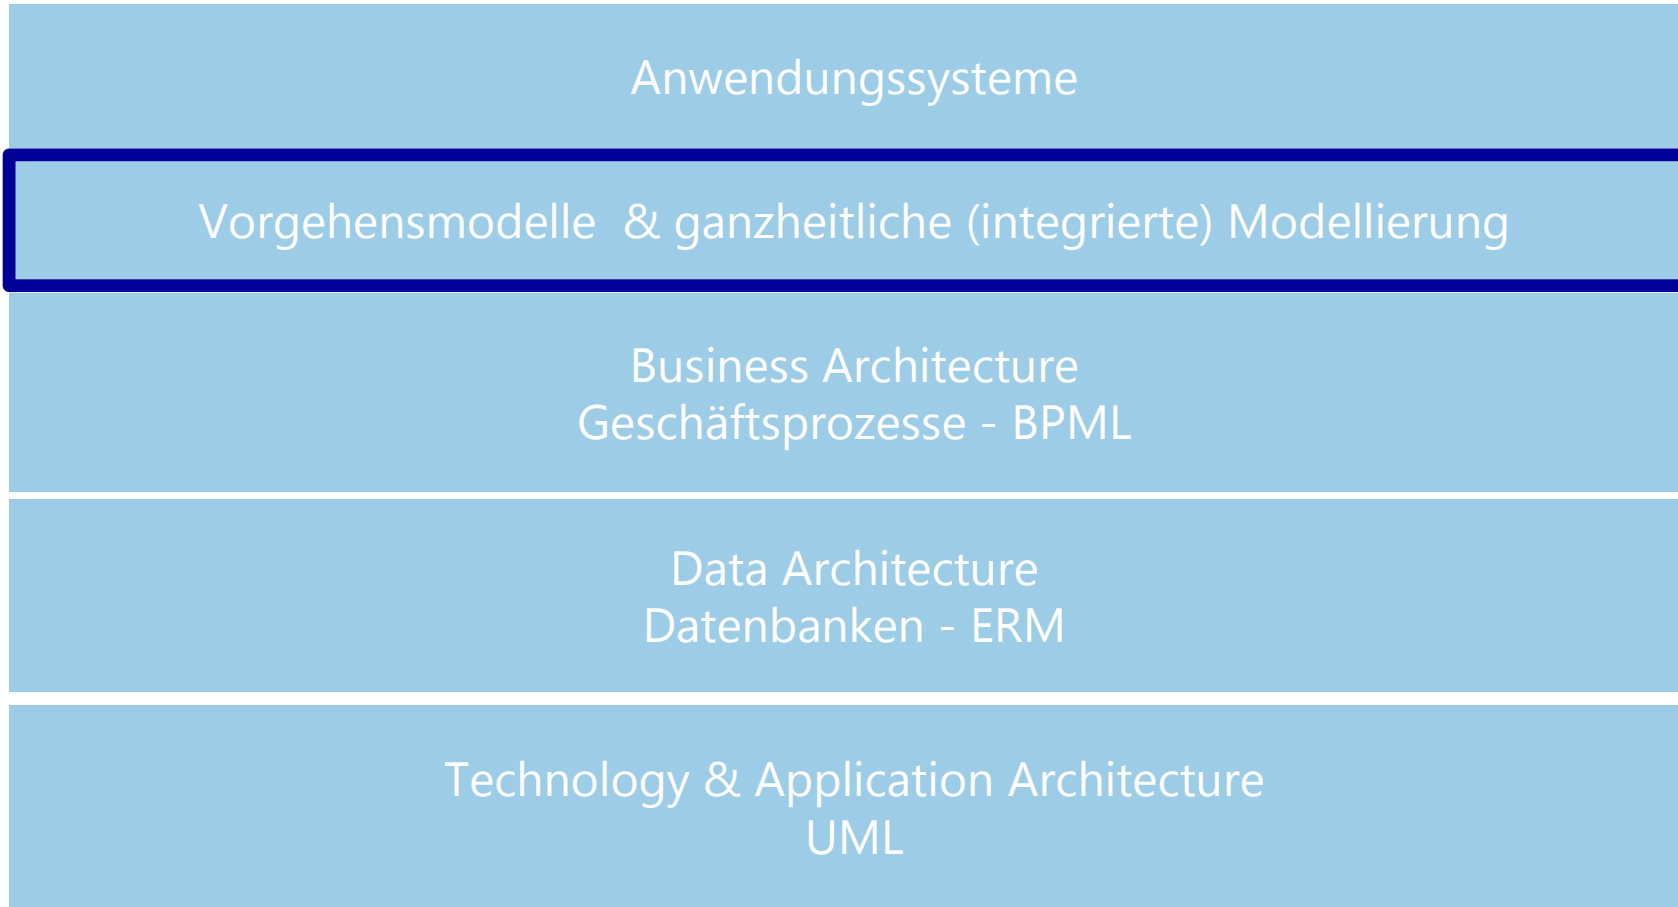 Anwendungssysteme
Vorgehensmodelle & ganzheitliche (integrierte) Modellierung
Business Architecture
Geschäftsprozesse - BPML
Data Architecture
Datenbanken - ERM
Technology & Application Architecture
UML